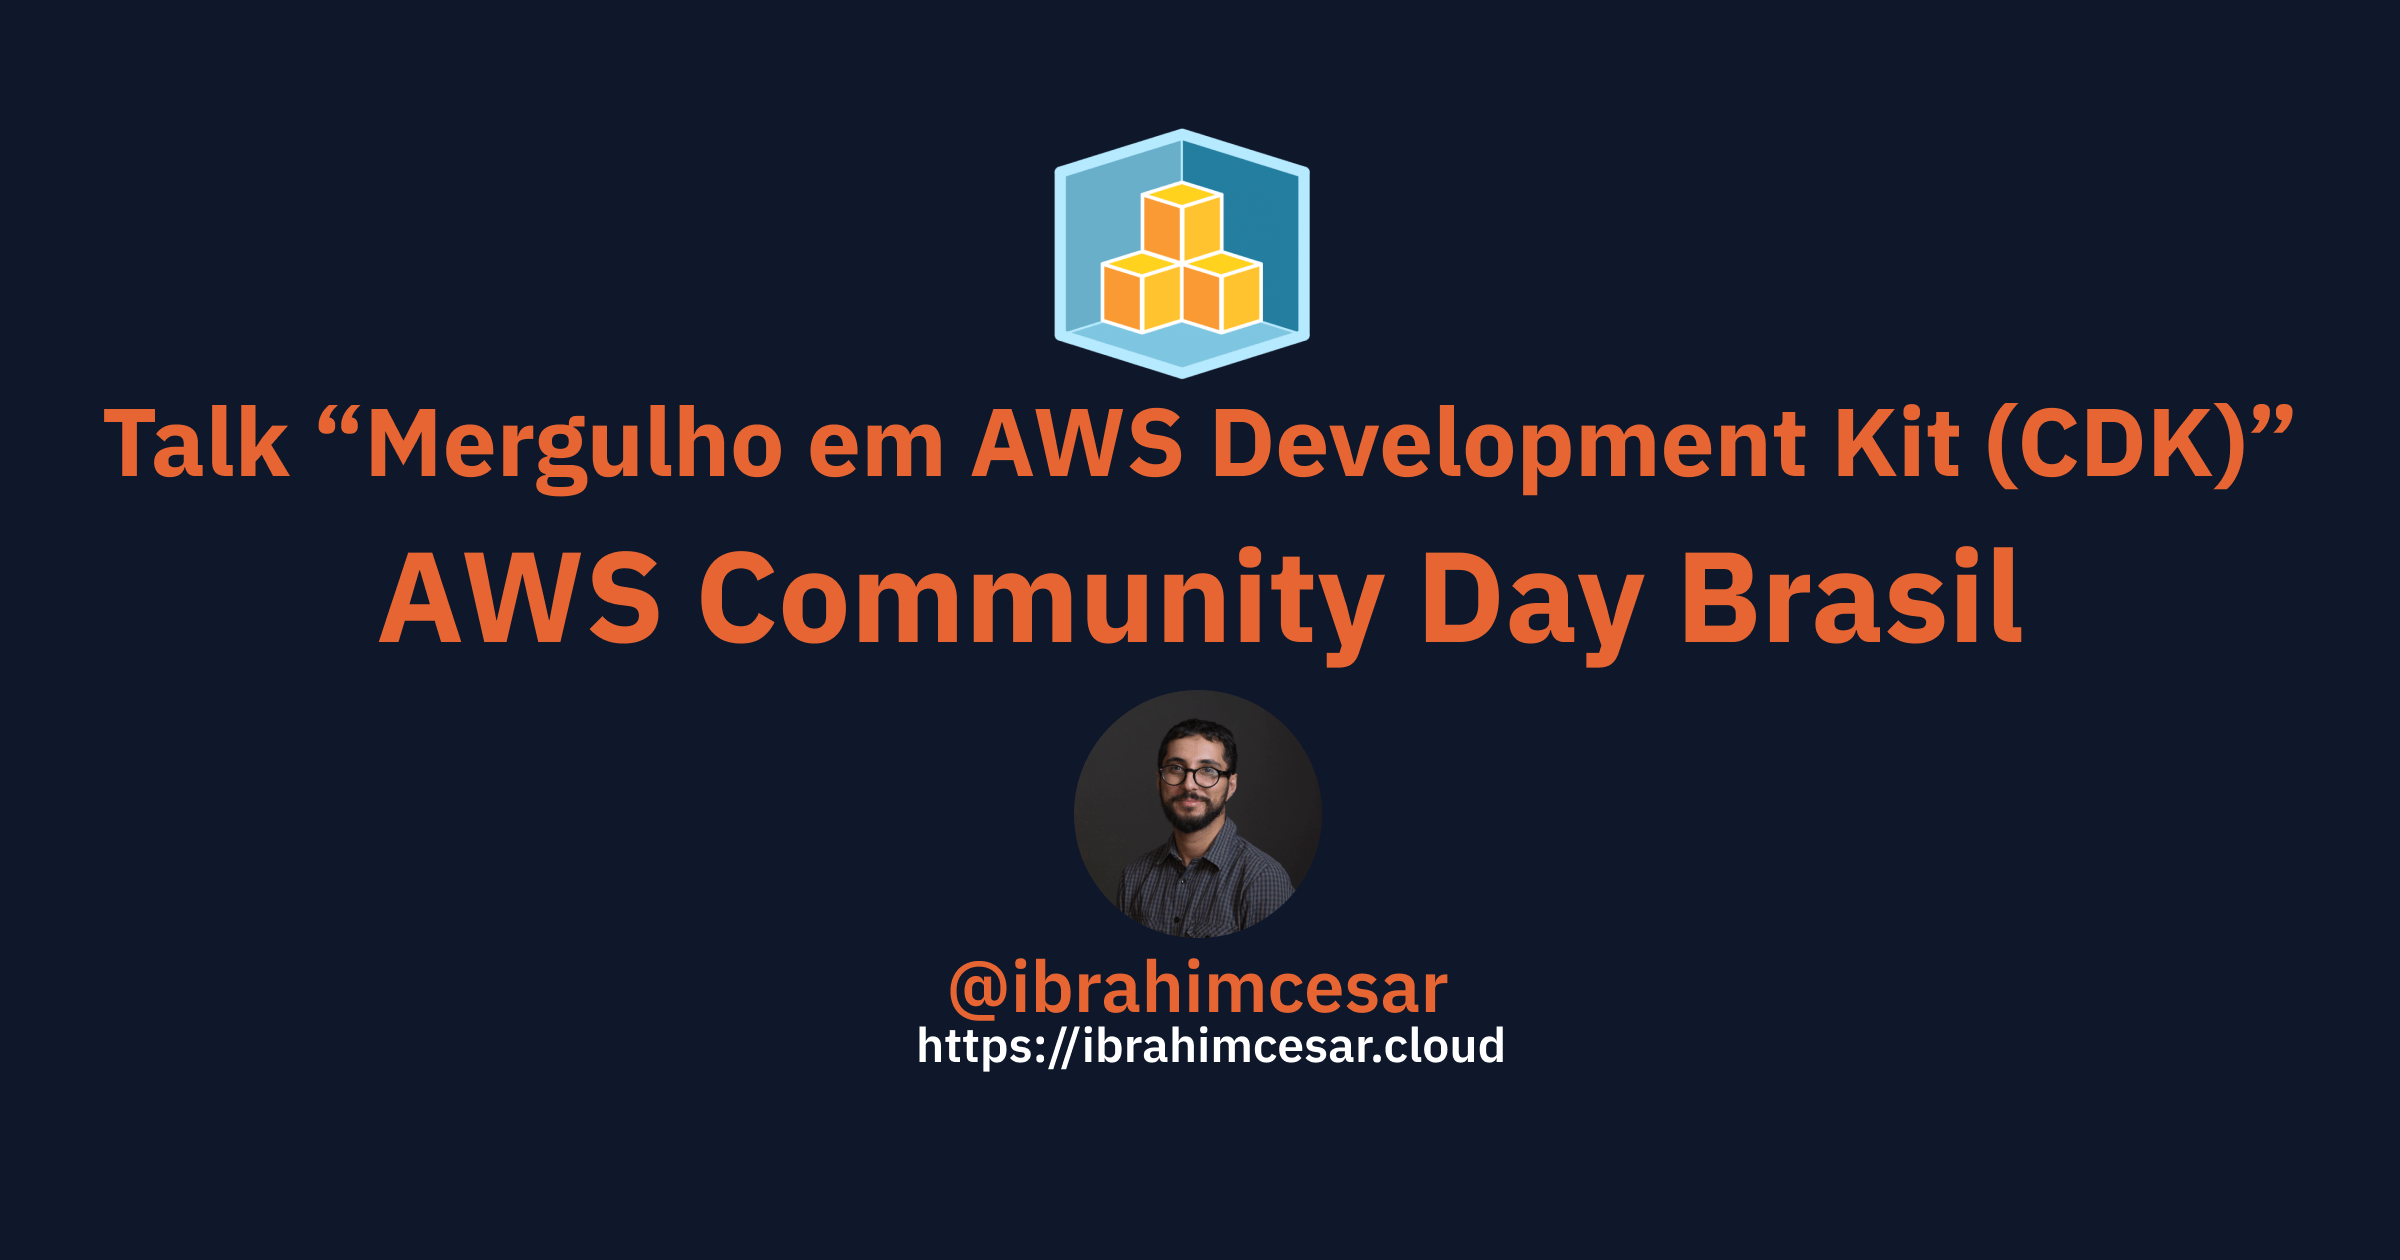 Talk “Mergulho em AWS Development Kit (CDK)”
AWS Community Day Brasil
@ibrahimcesar
https://ibrahimcesar.cloud